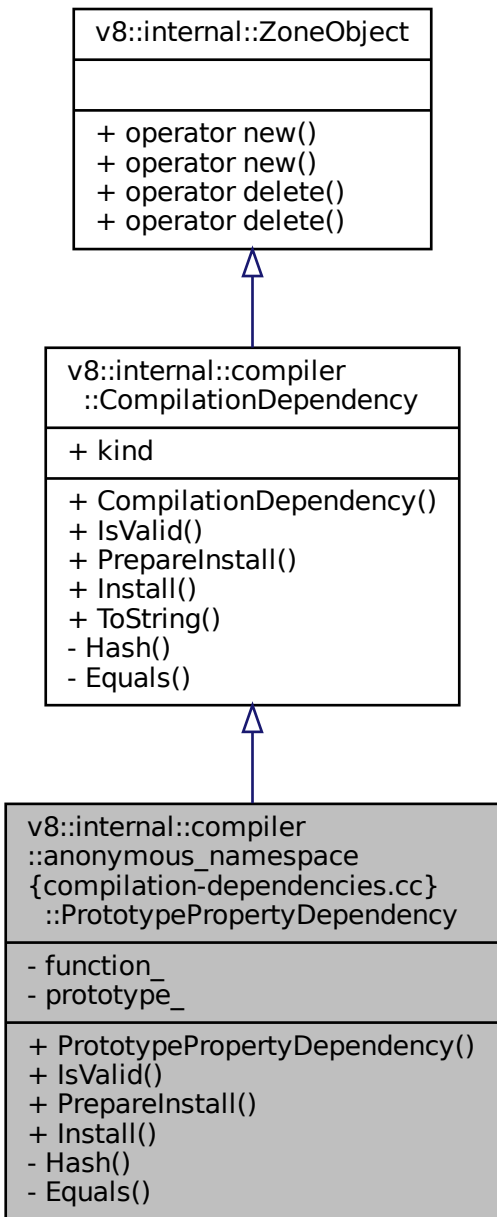 v8::internal::ZoneObject
+ operator new()
+ operator new()
+ operator delete()
+ operator delete()
v8::internal::compiler
::CompilationDependency
+ kind
+ CompilationDependency()
+ IsValid()
+ PrepareInstall()
+ Install()
+ ToString()
- Hash()
- Equals()
v8::internal::compiler
::anonymous_namespace
{compilation-dependencies.cc}
::PrototypePropertyDependency
- function_
- prototype_
+ PrototypePropertyDependency()
+ IsValid()
+ PrepareInstall()
+ Install()
- Hash()
- Equals()